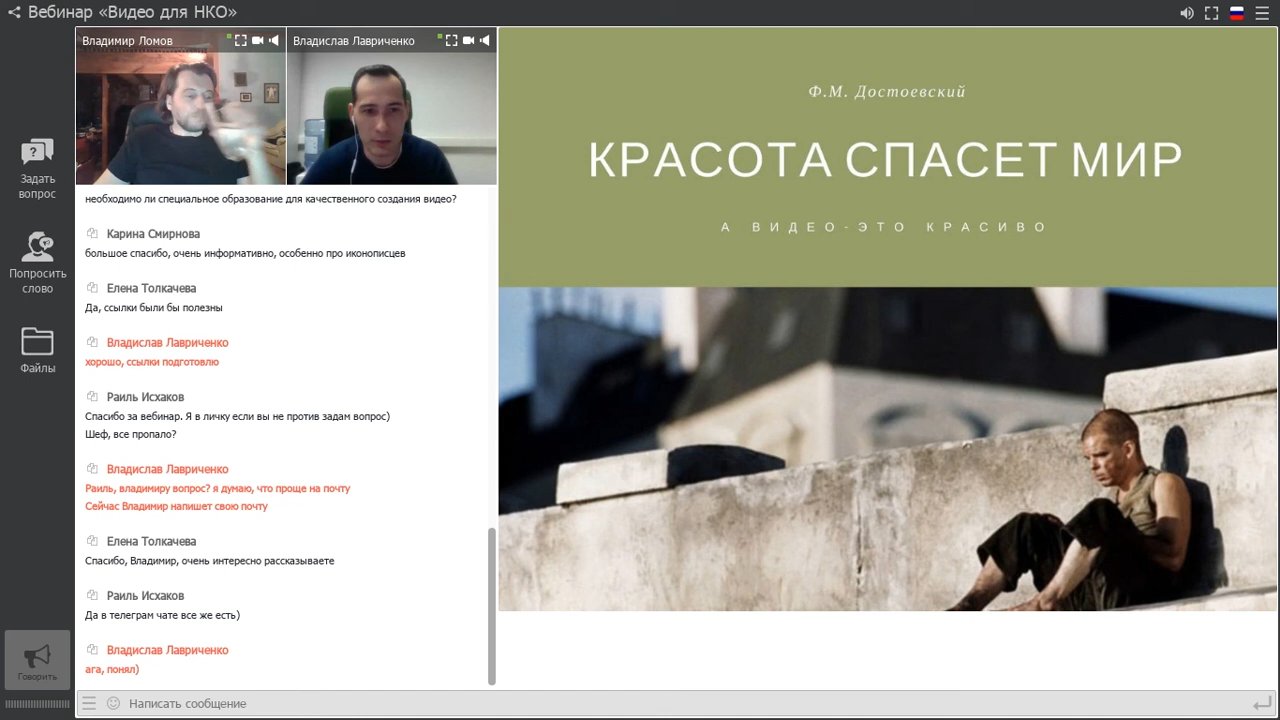 Вебинар «Видео для НКО»
Владимир Ломов
Владислав Лавриченко
Задать
вопрос
Попросить
слово
Файлы
Говорить
необходимо ли специальное образование для качественного создания видео?
Карина Смирнова
большое спасибо, очень информативно, особенно про иконописцев
Елена Толкачева
Да, ссылки были бы полезны
Владислав Лавриченко
хорошо, ссылки подготовлю
Раиль Исхаков
Спасибо за вебинар. Я в личку если вы не против задам вопрос)
Шеф, все пропало?
Владислав Лавриченко
Раиль, владимиру вопрос? я думаю, что проще на почту
Сейчас Владимир напишет свою почту
Елена Толкачева
Спасибо, Владимир, очень интересно рассказываете
Раиль Исхаков
Да в телеграм чате все же есть)
Владислав Лавриченко
ага, понял)
Написать сообщение
Ф.М. Достоевский
КРАСОТА СПАСЕТ МИР
А ВИДЕО-ЭТО КРАСИВО